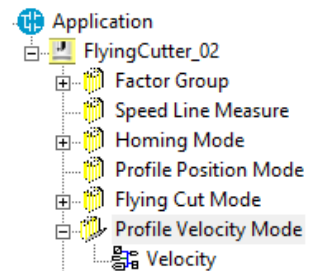 Application
FlyingCutter_02
Factor Group
Speed Line Measure
Homing Mode
Profile Position Mode
Flying Cut Mode
Profile Velocity Mode
Velocity